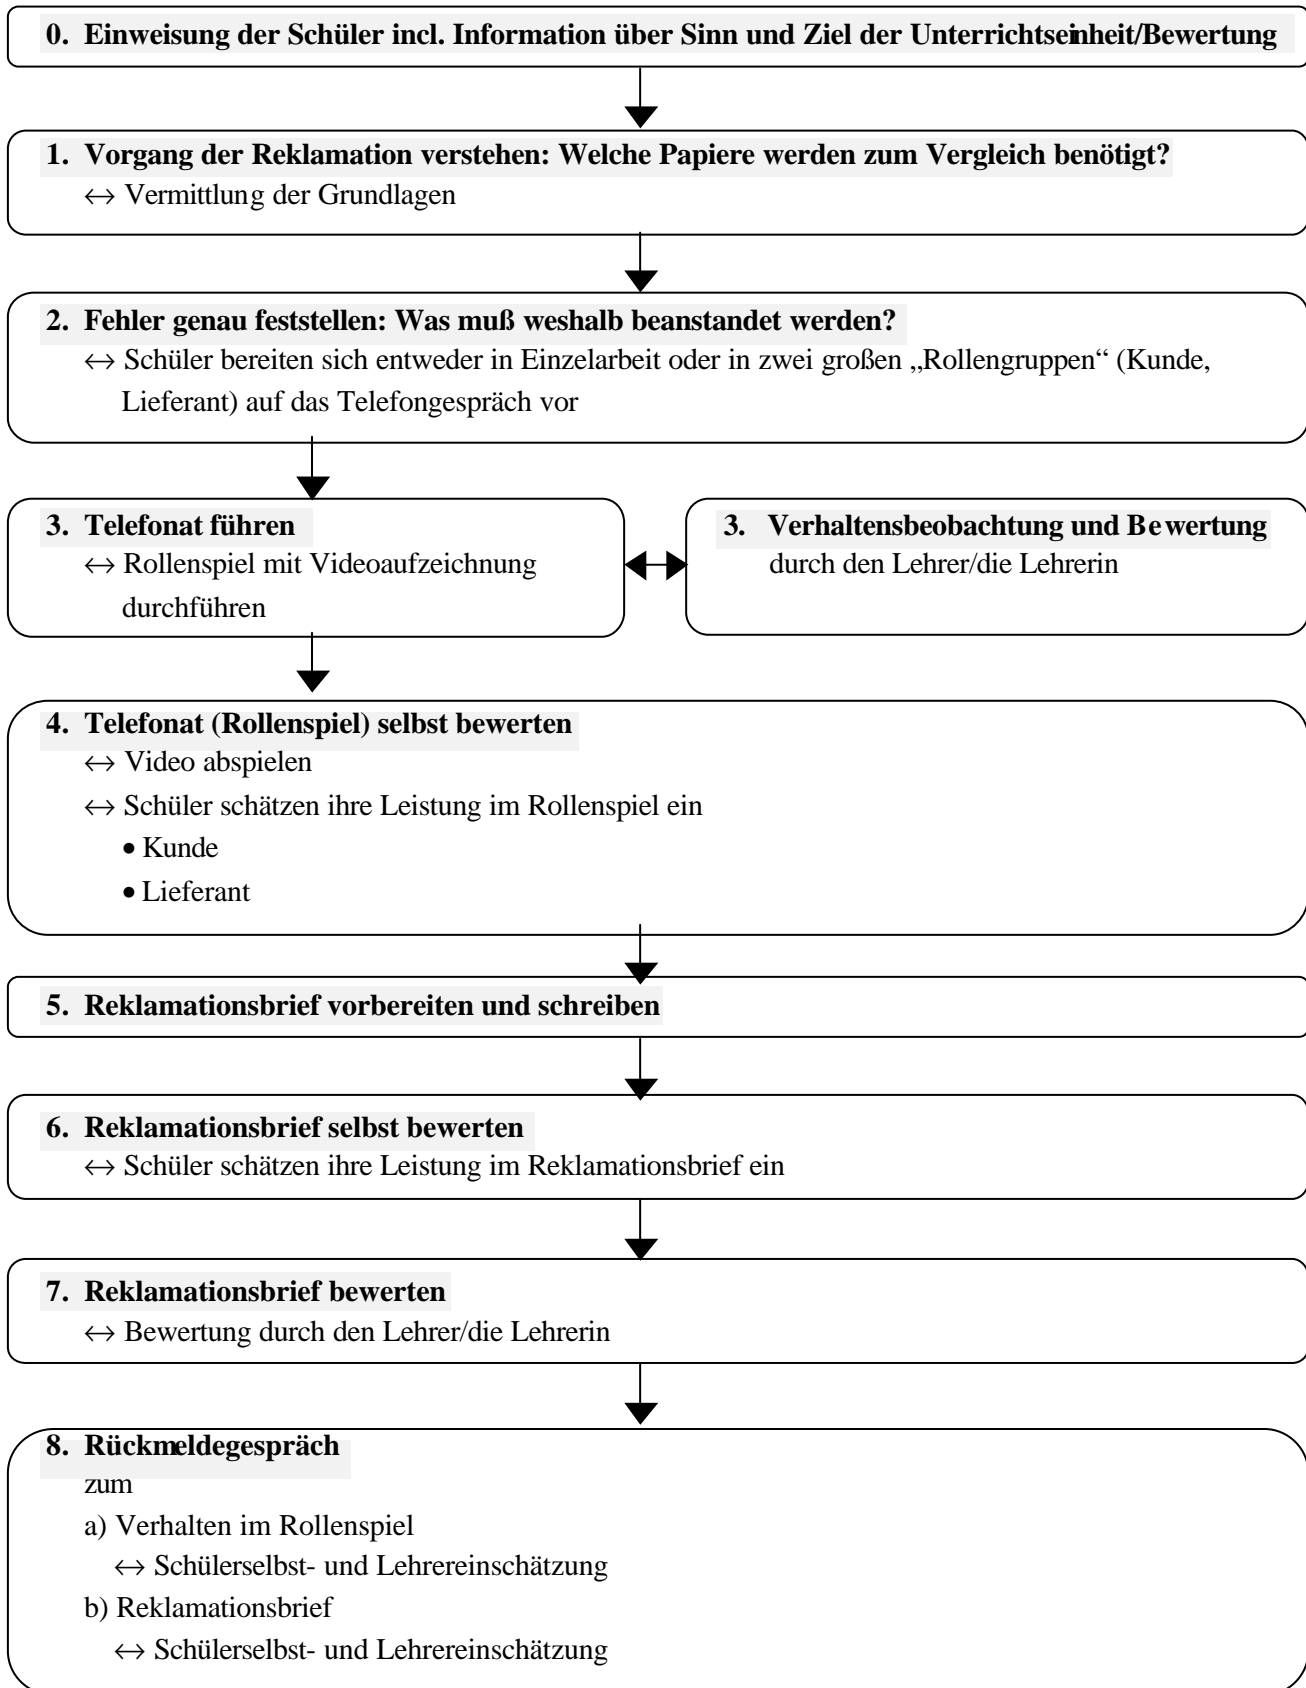 0. Einweisung der Schüler incl. Information über Sinn und Ziel der Unterrichtseinheit/Bewertung
1. Vorgang der Reklamation verstehen: Welche Papiere werden zum Vergleich benötigt?
↔ Vermittlung der Grundlagen
2. Fehler genau feststellen: Was muß weshalb beanstandet werden?
↔ Schüler bereiten sich entweder in Einzelarbeit oder in zwei großen „Rollengruppen“ (Kunde,
Lieferant) auf das Telefongespräch vor
3. Telefonat führen
↔ Rollenspiel mit Videoaufzeichnung
durchführen
3. Verhaltensbeobachtung und Bewertung
durch den Lehrer/die Lehrerin
4. Telefonat (Rollenspiel) selbst bewerten
↔ Video abspielen
↔ Schüler schätzen ihre Leistung im Rollenspiel ein
• Kunde
• Lieferant
5. Reklamationsbrief vorbereiten und schreiben
6. Reklamationsbrief selbst bewerten
↔ Schüler schätzen ihre Leistung im Reklamationsbrief ein
7. Reklamationsbrief bewerten
↔ Bewertung durch den Lehrer/die Lehrerin
8. Rückmeldegespräch
zum
a) Verhalten im Rollenspiel
↔ Schülerselbst- und Lehrereinschätzung
b) Reklamationsbrief
↔ Schülerselbst- und Lehrereinschätzung